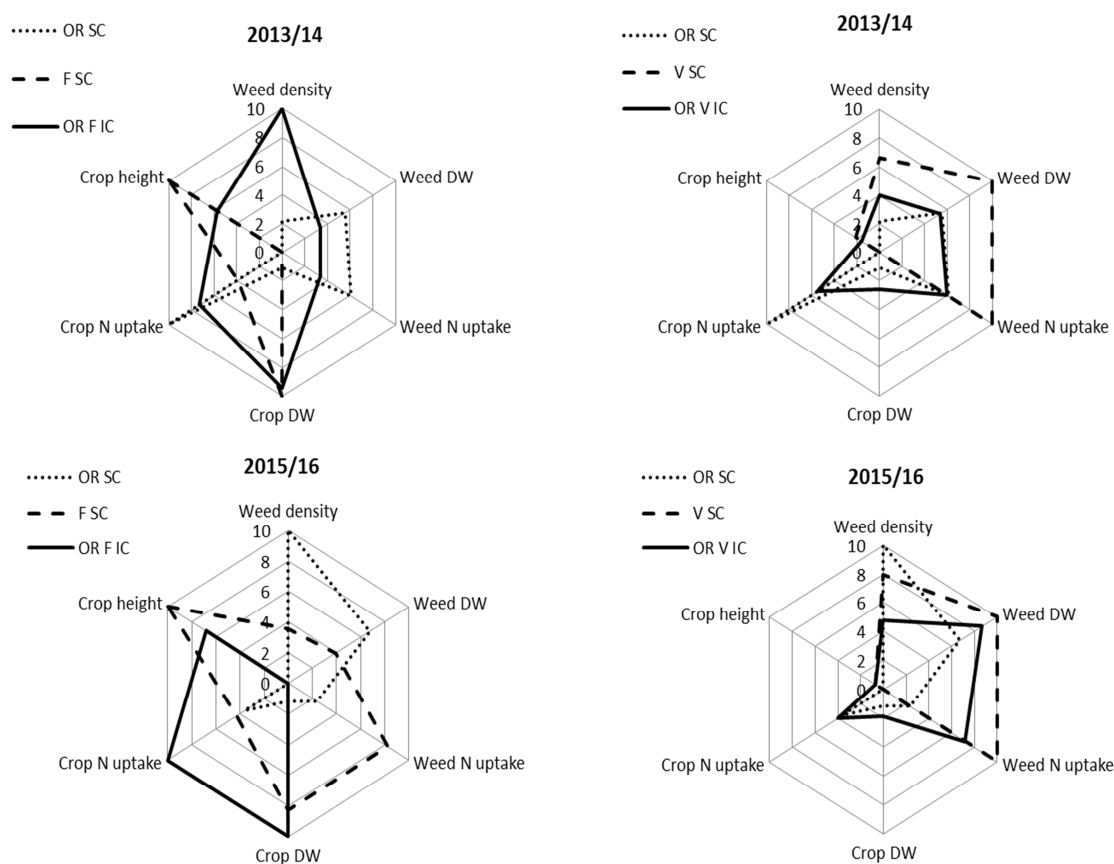 2013/14
OR SC
F SC
OR F IC
Weed density
10
8
6
4
2
0
Crop height
Weed DW
Crop N uptake
Weed N uptake
Crop DW
2013/14
OR SC
V SC
OR V IC
Weed density
10
8
6
4
2
0
Crop height
Weed DW
Crop N uptake
Weed N uptake
Crop DW
2015/16
OR SC
F SC
OR F IC
Weed density
10
8
6
4
2
0
Crop height
Weed DW
Crop N uptake
Weed N uptake
Crop DW
2015/16
OR SC
V SC
OR V IC
Weed density
10
8
6
4
2
0
Crop height
Weed DW
Crop N uptake
Weed N uptake
Crop DW